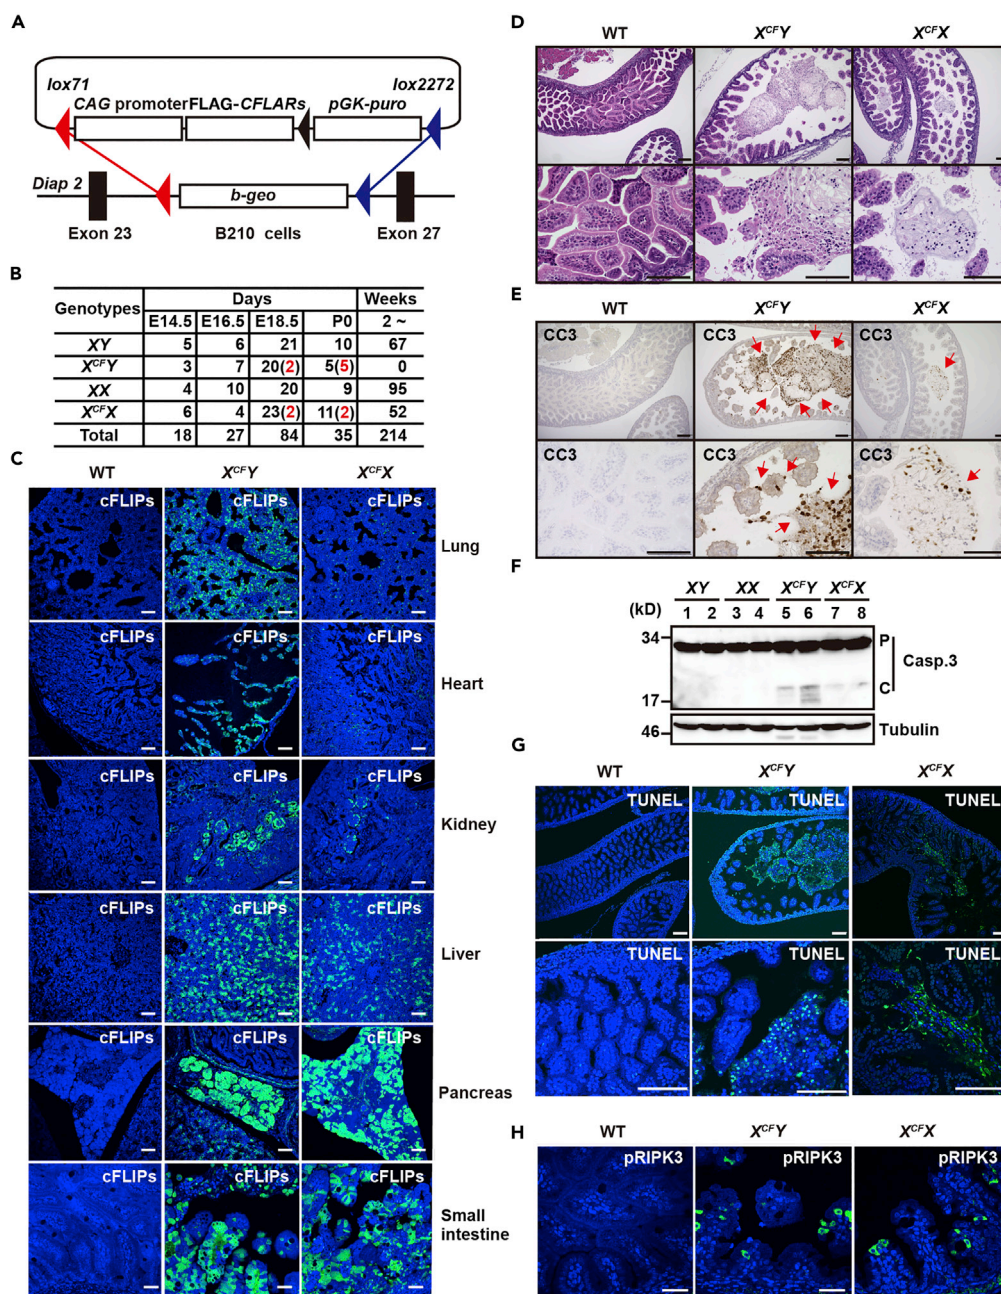 A
lox71
lox2272
CAG promoter FLAG-CFLARs pGK-puro
Diap 2
b-geo
Exon 23 B210 cells Exon 27
B
Genotypes Days Weeks
E14.5 E16.5 E18.5 P0 2 ~
XY 5 6 21 10 67
XCFY 3 7 20(2) 5(5) 0
XX 4 10 20 9 95
XCFX 6 4 23(2) 11(2) 52
Total 18 27 84 35 214
C
WT XCFY XCFX
cFLIPs cFLIPs cFLIPs
Lung
cFLIPs cFLIPs cFLIPs
Heart
cFLIPs cFLIPs cFLIPs
Kidney
cFLIPs cFLIPs cFLIPs
Liver
cFLIPs cFLIPs cFLIPs
Pancreas
cFLIPs cFLIPs cFLIPs
Small
intestine
D
WT XCFY XCFX
E
WT XCFY XCFX
CC3 CC3 CC3
CC3 CC3 CC3
F
XY XX XCFY XCFX
(kD) 1 2 3 4 5 6 7 8
34 P
Casp.3
C
17
46 Tubulin
G
WT XCFY XCFX
TUNEL TUNEL TUNEL
TUNEL TUNEL TUNEL
H
WT XCFY XCFX
pRIPK3 pRIPK3 pRIPK3